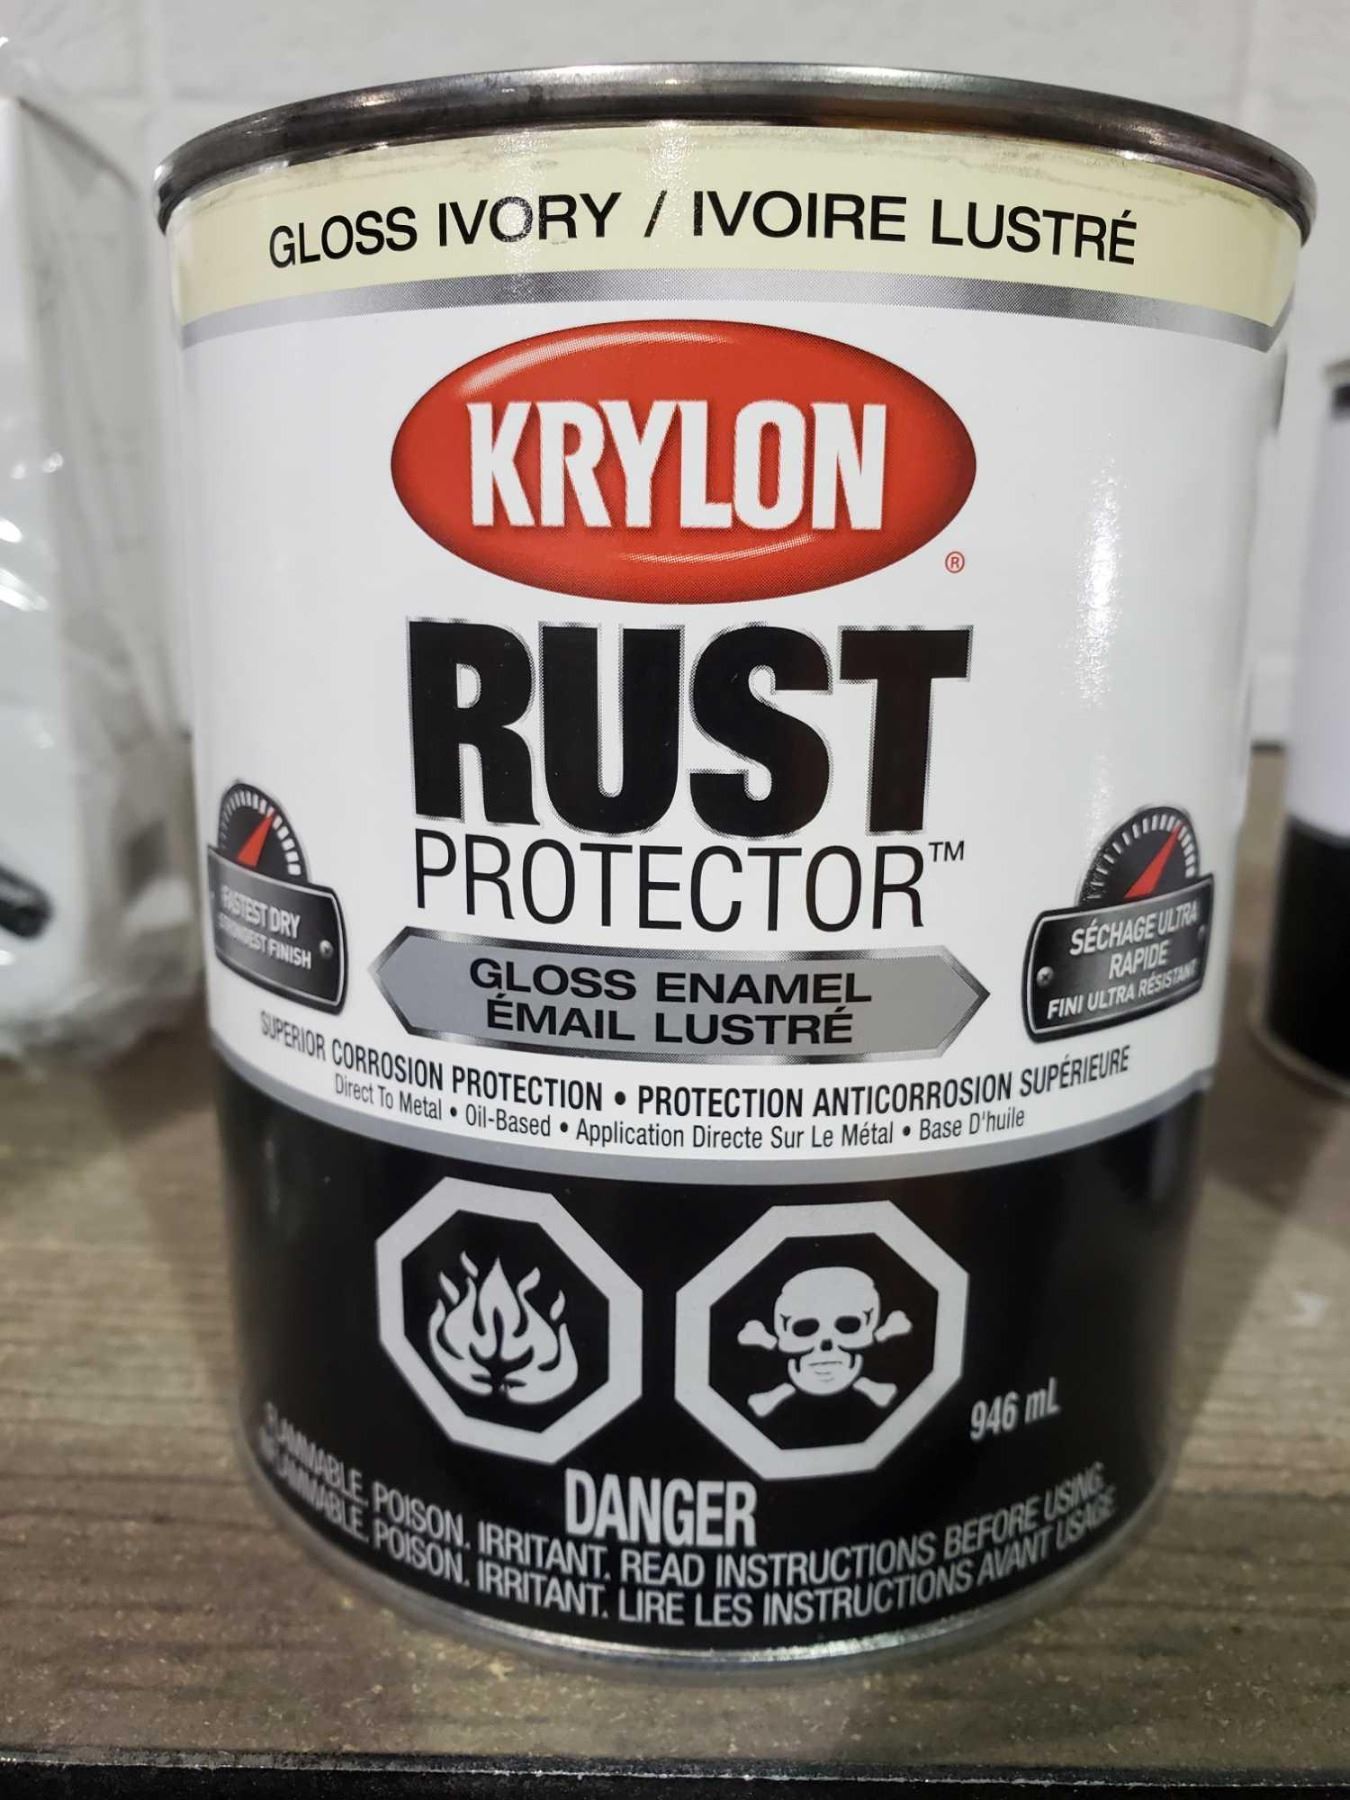 GLOSS IVORY / IVOIRE LUSTRÉ
KRYLON
®
RUST
PROTECTOR™
FASTEST DRY
STRONGEST FINISH
SÉCHAGE ULTRA
RAPIDE
FINI ULTRA RÉSISTANT
GLOSS ENAMEL
ÉMAIL LUSTRÉ
SUPERIOR CORROSION PROTECTION • PROTECTION ANTICORROSION SUPÉRIEURE
Direct To Metal • Oil-Based • Application Directe Sur Le Métal • Base D'huile
946 mL
DANGER
FLAMMABLE. POISON. IRRITANT. READ INSTRUCTIONS BEFORE USING.
INFLAMMABLE. POISON. IRRITANT. LIRE LES INSTRUCTIONS AVANT USAGE.